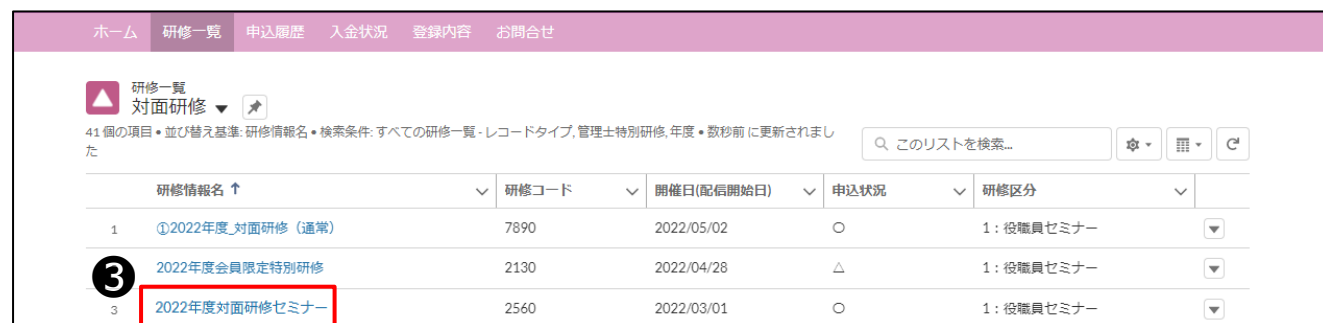 ホーム 研修一覧 申込履歴 入金状況 登録内容 お問合せ
研修一覧
対面研修
41 個の項目 • 並び替え基準: 研修情報名 • 検索条件: すべての研修一覧 - レコードタイプ, 管理士特別研修, 年度 • 数秒前 に更新されまし
た
このリストを検索...
研修情報名 ↑ 研修コード 開催日(配信開始日) 申込状況 研修区分
1 ①2022年度_対面研修（通常） 7890 2022/05/02 〇 1：役職員セミナー
2022年度会員限定特別研修 2130 2022/04/28 △ 1：役職員セミナー
❸
3 2022年度対面研修セミナー 2560 2022/03/01 〇 1：役職員セミナー